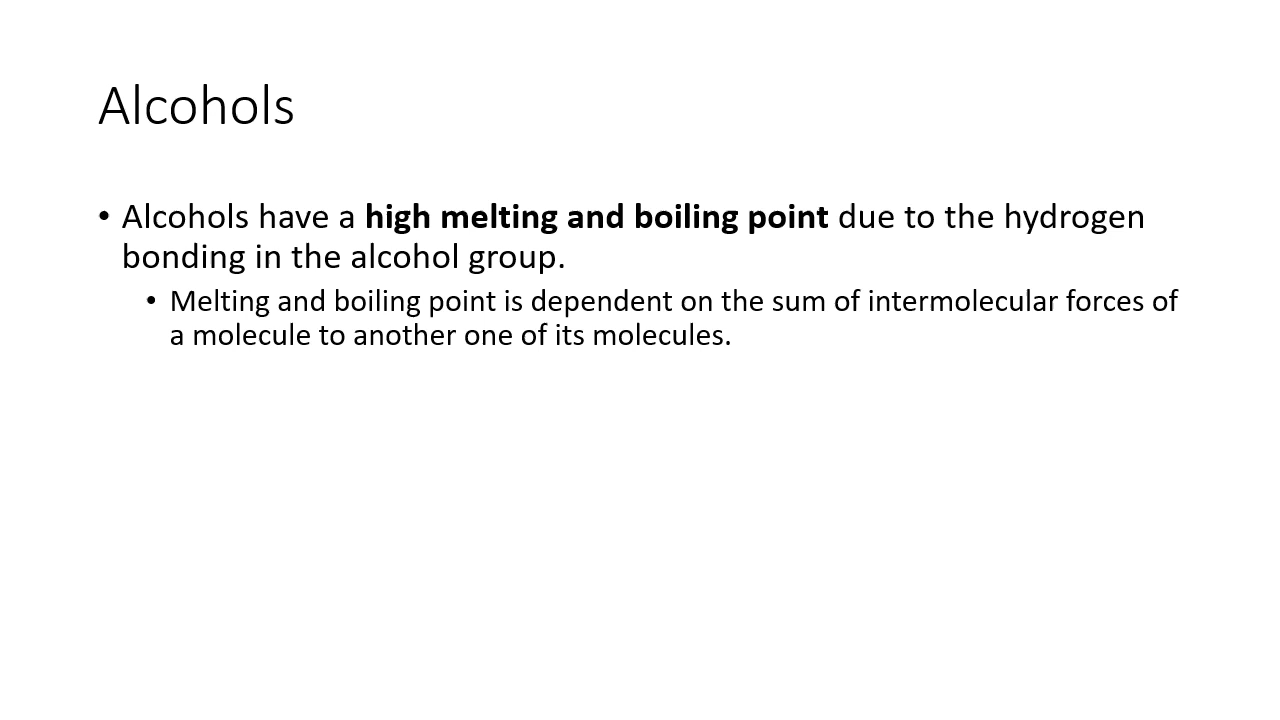 Alcohols
• Alcohols have a high melting and boiling point due to the hydrogen
bonding in the alcohol group.
• Melting and boiling point is dependent on the sum of intermolecular forces of
a molecule to another one of its molecules.